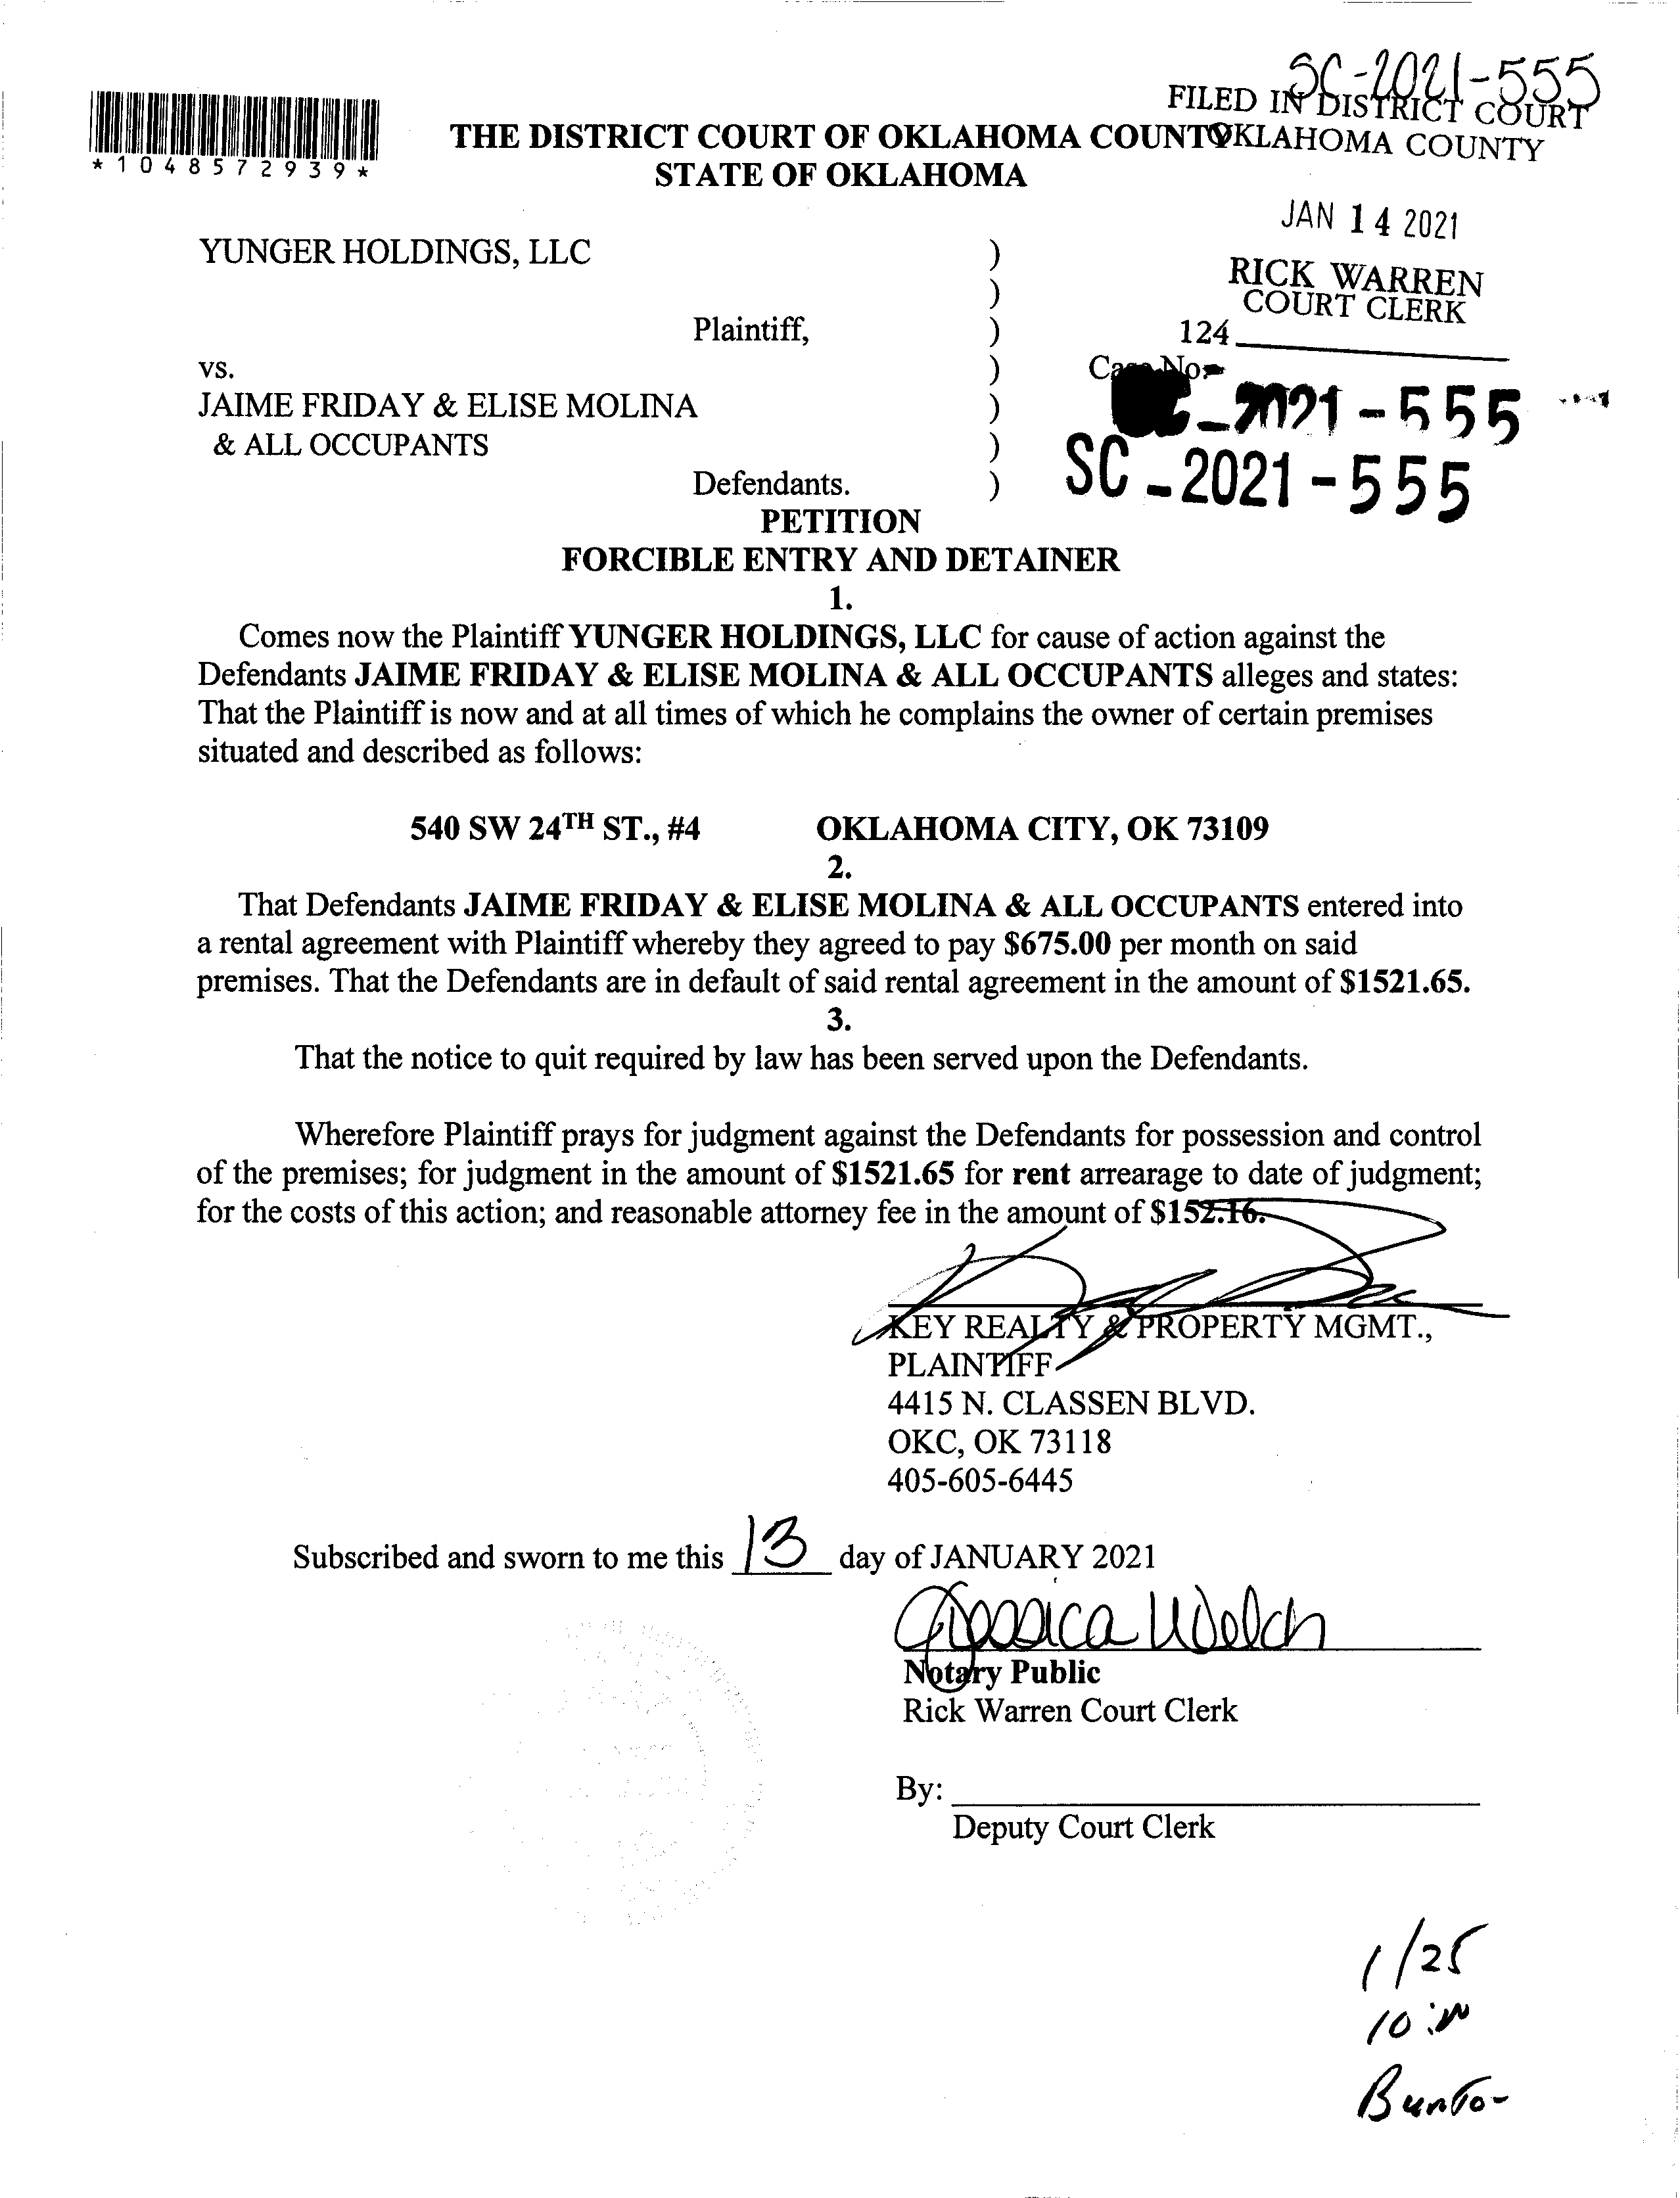 SC-2021-555
FILED IN DISTRICT COURT
OKLAHOMA COUNTY
*1048572939*
THE DISTRICT COURT OF OKLAHOMA COUNTY
STATE OF OKLAHOMA
JAN 14 2021
YUNGER HOLDINGS, LLC )
)
RICK WARREN
COURT CLERK
Plaintiff, )
124
vs. )
Case No.
JAIME FRIDAY & ELISE MOLINA )
-2021-555
& ALL OCCUPANTS )
SC-2021-555
Defendants. )
PETITION
FORCIBLE ENTRY AND DETAINER
1.
Comes now the Plaintiff YUNGER HOLDINGS, LLC for cause of action against the
Defendants JAIME FRIDAY & ELISE MOLINA & ALL OCCUPANTS alleges and states:
That the Plaintiff is now and at all times of which he complains the owner of certain premises
situated and described as follows:
540 SW 24TH ST., #4 OKLAHOMA CITY, OK 73109
2.
That Defendants JAIME FRIDAY & ELISE MOLINA & ALL OCCUPANTS entered into
a rental agreement with Plaintiff whereby they agreed to pay $675.00 per month on said
premises. That the Defendants are in default of said rental agreement in the amount of $1521.65.
3.
That the notice to quit required by law has been served upon the Defendants.
Wherefore Plaintiff prays for judgment against the Defendants for possession and control
of the premises; for judgment in the amount of $1521.65 for rent arrearage to date of judgment;
for the costs of this action; and reasonable attorney fee in the amount of $152.16.
KEY REALTY & PROPERTY MGMT.,
PLAINTIFF
4415 N. CLASSEN BLVD.
OKC, OK 73118
405-605-6445
Subscribed and sworn to me this 13 day of JANUARY 2021
Jessica Welch
Notary Public
Rick Warren Court Clerk
By:
Deputy Court Clerk
1/25